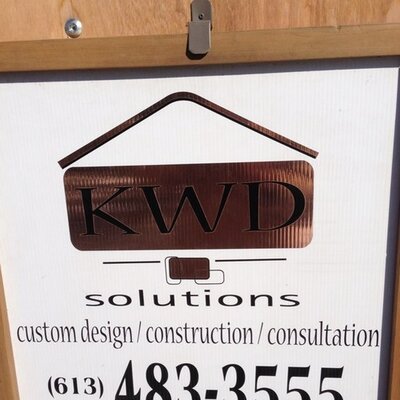 KWD
solutions
custom design / construction / consultation
(613) 483-3555